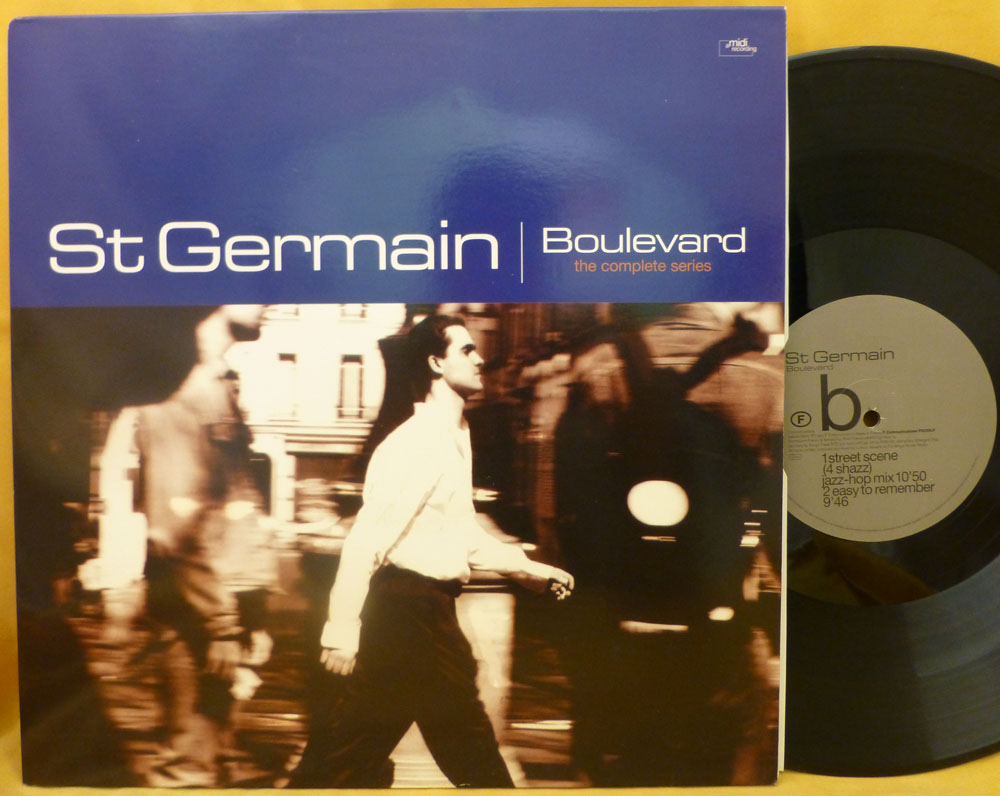 a midi
recording
St Germain
Boulevard
the complete series
St Germain
Boulevard
F
b
1 street scene
(4 shazz)
jazz-hop mix 10'50
2 easy to remember
9'46